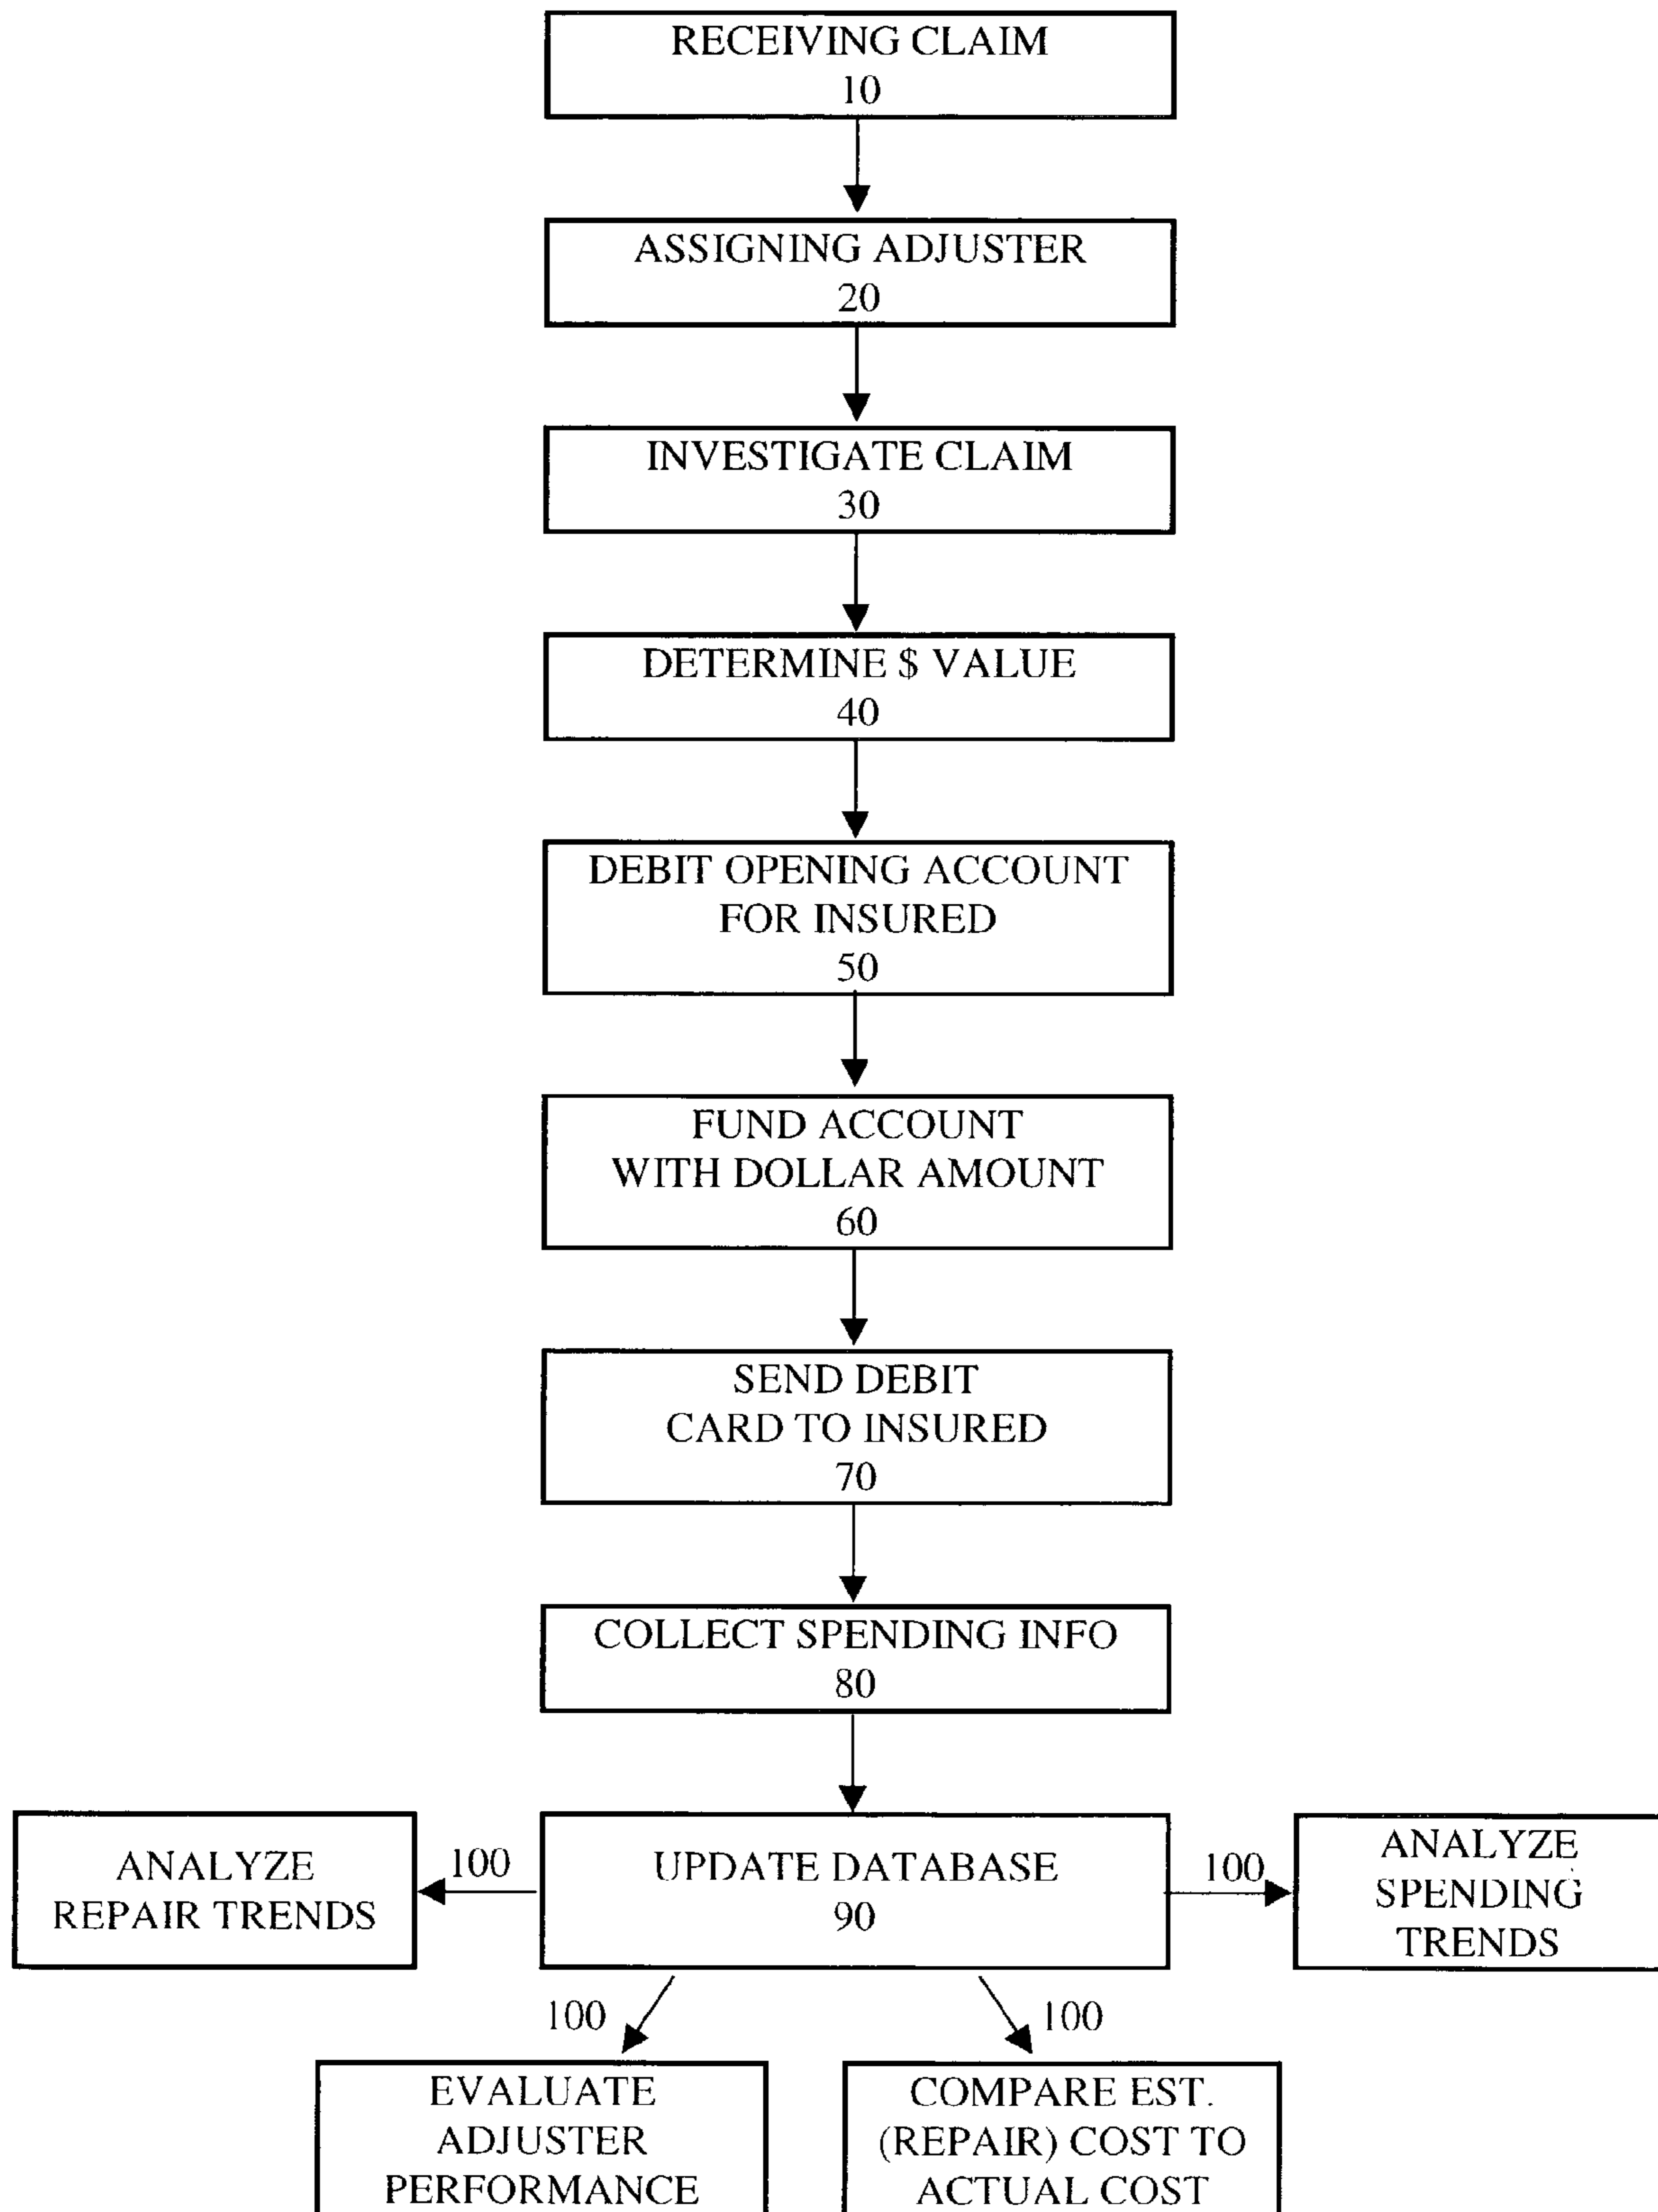 RECEIVING CLAIM
10
ASSIGNING ADJUSTER
20
INVESTIGATE CLAIM
30
DETERMINE $ VALUE
40
DEBIT OPENING ACCOUNT
FOR INSURED
50
FUND ACCOUNT
WITH DOLLAR AMOUNT
60
SEND DEBIT
CARD TO INSURED
70
COLLECT SPENDING INFO
80
ANALYZE
REPAIR TRENDS
100
UPDATE DATABASE
90
100
ANALYZE
SPENDING
TRENDS
100
100
EVALUATE
ADJUSTER
PERFORMANCE
COMPARE EST.
(REPAIR) COST TO
ACTUAL COST